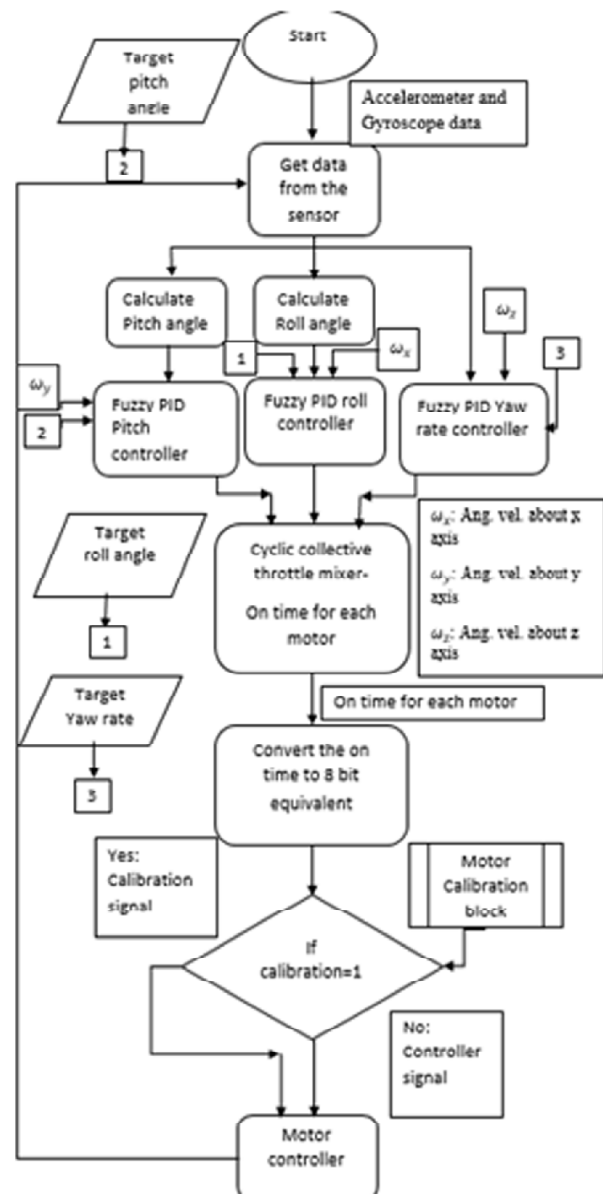 Start
Target
pitch
angle
Accelerometer and
Gyroscope data
2
Get data
from the
sensor
Calculate
Pitch angle
Calculate
Roll angle
ω_z
1
ω_x
3
ω_y
2
Fuzzy PID
Pitch
controller
Fuzzy PID roll
controller
Fuzzy PID Yaw
rate controller
Target
roll angle
1
Cyclic collective
throttle mixer-
On time for each
motor
ω_x: Ang. vel. about x
axis
ω_y: Ang. vel. about y
axis
ω_z: Ang. vel. about z
axis
Target
Yaw rate
3
On time for each motor
Convert the on
time to 8 bit
equivalent
Yes:
Calibration
signal
Motor
Calibration
block
If
calibration=1
No:
Controller
signal
Motor
controller